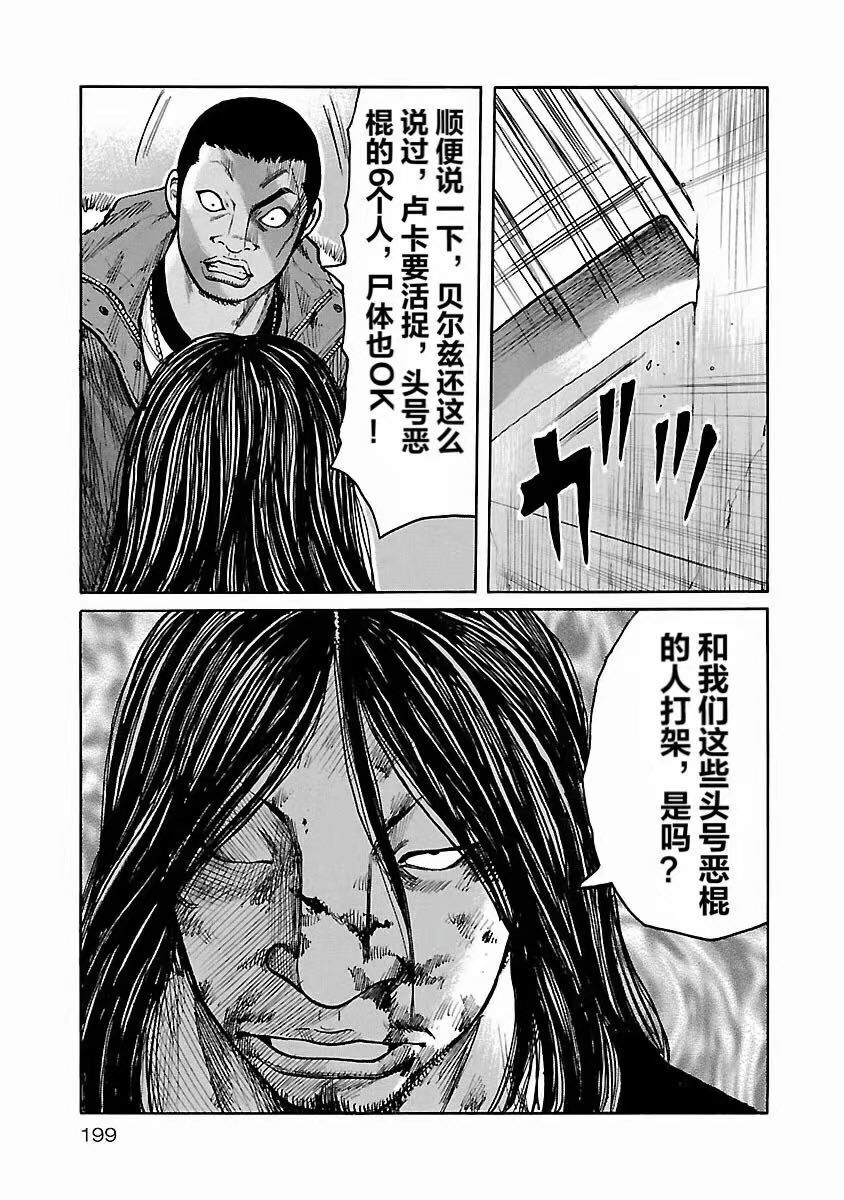 ガッ
顺便说一下，贝尔兹还这么
说过，卢卡要活捉，头号恶
棍的6个人，尸体也OK！
和我们这些头号恶棍
的人打架，是吗？
199